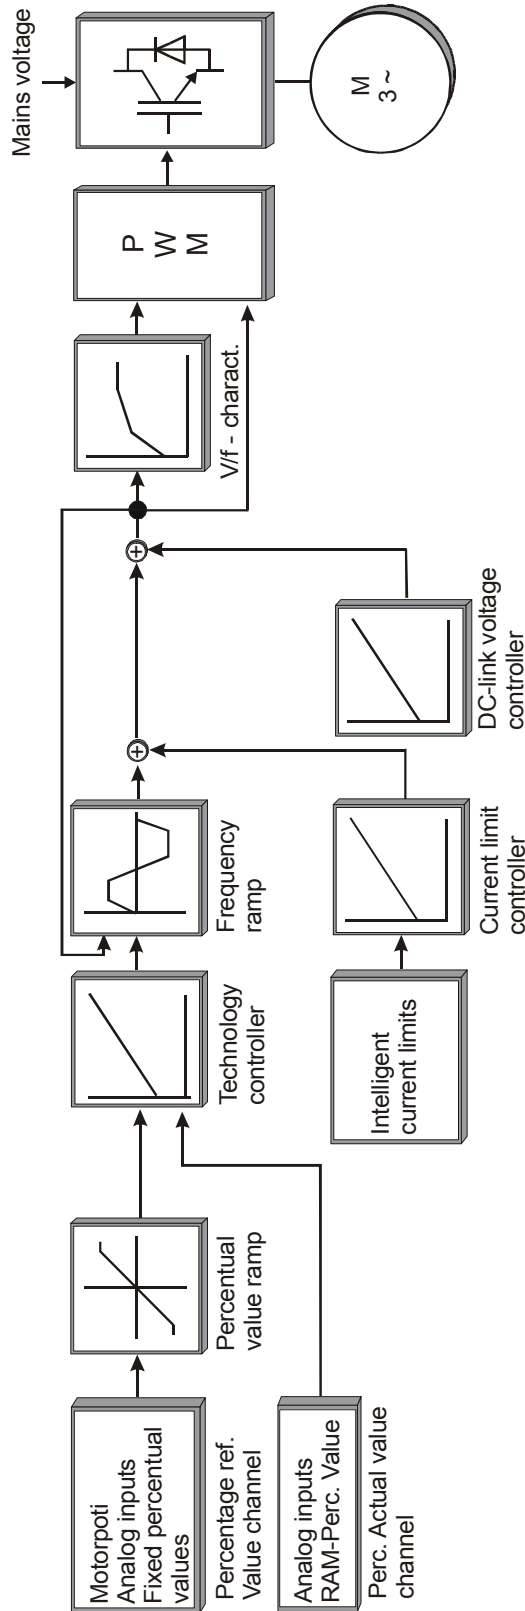 Motorpoti
Analog inputs
Fixed percentual
values
Percentage ref.
Value channel
Analog inputs
RAM-Perc. Value
Perc. Actual value
channel
Percentual
value ramp
Technology
controller
Frequency
ramp
Intelligent
current limits
Current limit
controller
DC-link voltage
controller
+
+
V/f - charact.
P
W
M
Mains voltage
M
3 ~